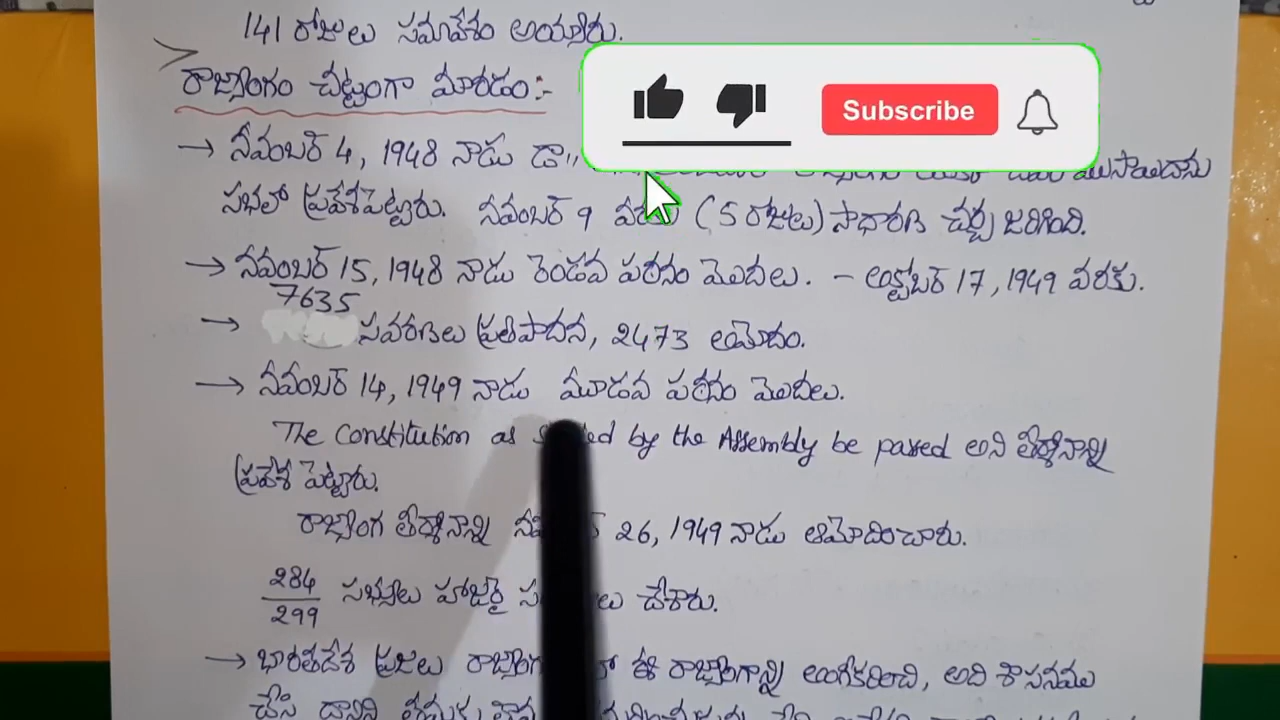 141 రోజులు సమావేశం అయ్యారు.
రాజ్యాంగం చట్టంగా మారడం :-
Subscribe
→ నవంబర్ 4, 1948 నాడు డా,,
సభలో ప్రవేశపెట్టారు. నవంబర్ 9 వరకు (5 రోజులు) సాధారణ చర్చ జరిగింది.
→ నవంబర్ 15, 1948 నాడు రెండవ పఠనం మొదలు. – అక్టోబర్ 17, 1949 వరకు.
→ 7635 సవరణలు ప్రతిపాదన, 2473 ఆమోదం.
→ నవంబర్ 14, 1949 నాడు మూడవ పఠనం మొదలు.
The Constitution as by the Assembly be passed అని తీర్మానాన్ని
ప్రవేశ పెట్టారు.
రాజ్యాంగ తీర్మానాన్ని 26, 1949 నాడు ఆమోదించారు.
284/299 సభ్యులు హాజరై చేశారు.
→ భారతదేశ ప్రజలు ఈ రాజ్యాంగాన్ని అంగీకరించి, అది శాసనము
చేసి దానిని